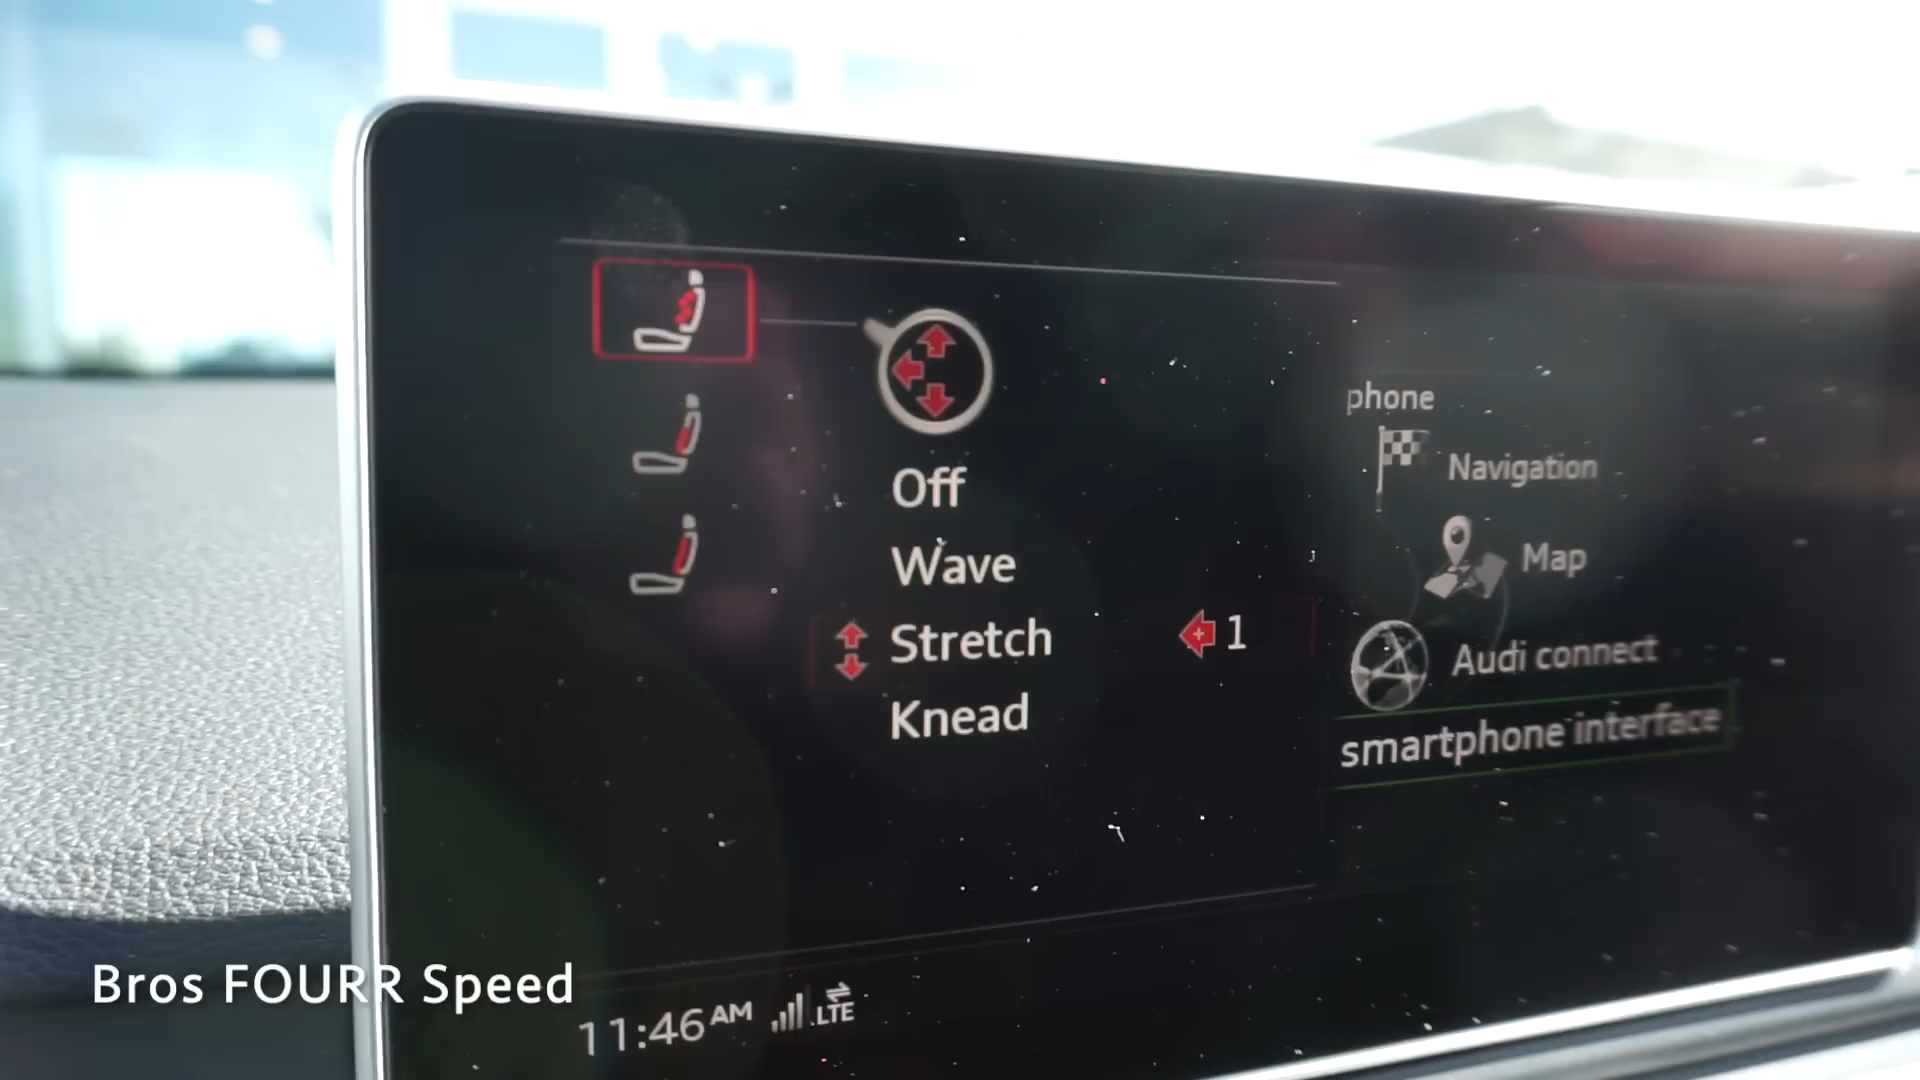 Off
Wave
Stretch 1
Knead
phone
Navigation
Map
Audi connect
smartphone interface
11:46 AM LTE
Bros FOURR Speed